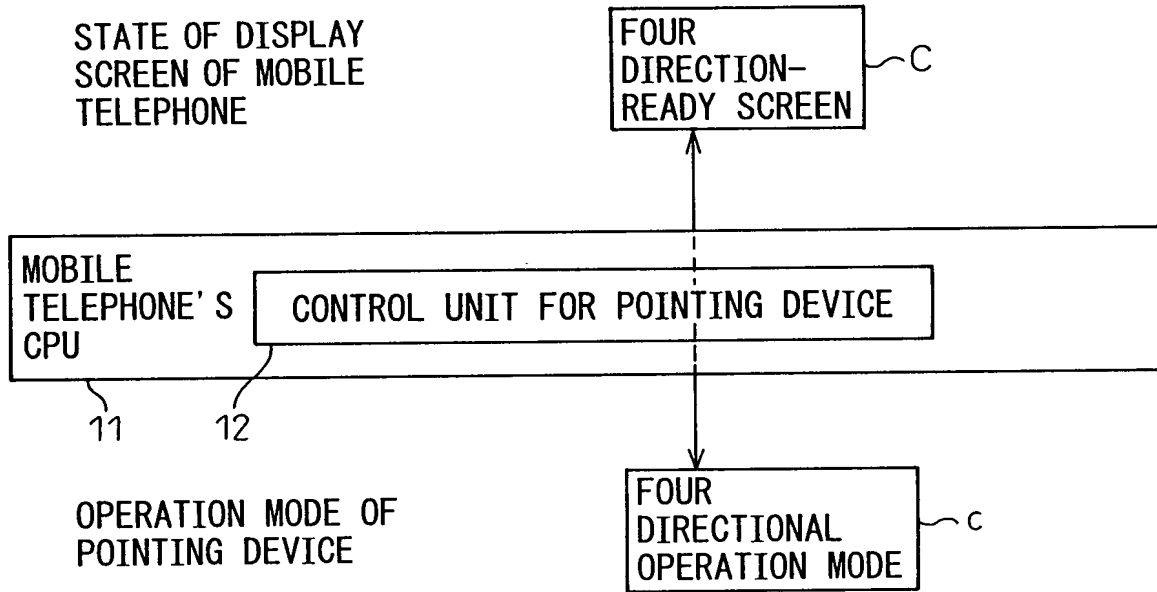 STATE OF DISPLAY
SCREEN OF MOBILE
TELEPHONE
FOUR
DIRECTION-
READY SCREEN
C
MOBILE
TELEPHONE'S
CPU
CONTROL UNIT FOR POINTING DEVICE
11
12
OPERATION MODE OF
POINTING DEVICE
FOUR
DIRECTIONAL
OPERATION MODE
c